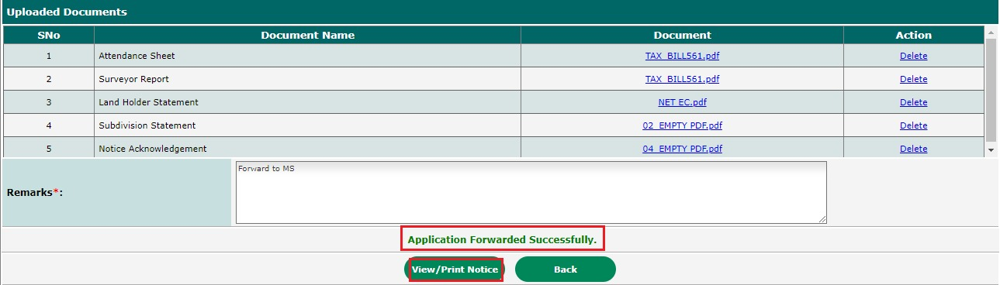 Uploaded Documents
SNo Document Name Document Action
1 Attendance Sheet TAX_BILL561.pdf Delete
2 Surveyor Report TAX_BILL561.pdf Delete
3 Land Holder Statement NET EC.pdf Delete
4 Subdivision Statement 02_EMPTY PDF.pdf Delete
5 Notice Acknowledgement 04_EMPTY PDF.pdf Delete
Forward to MS
Remarks*:
Application Forwarded Successfully.
View/Print Notice Back